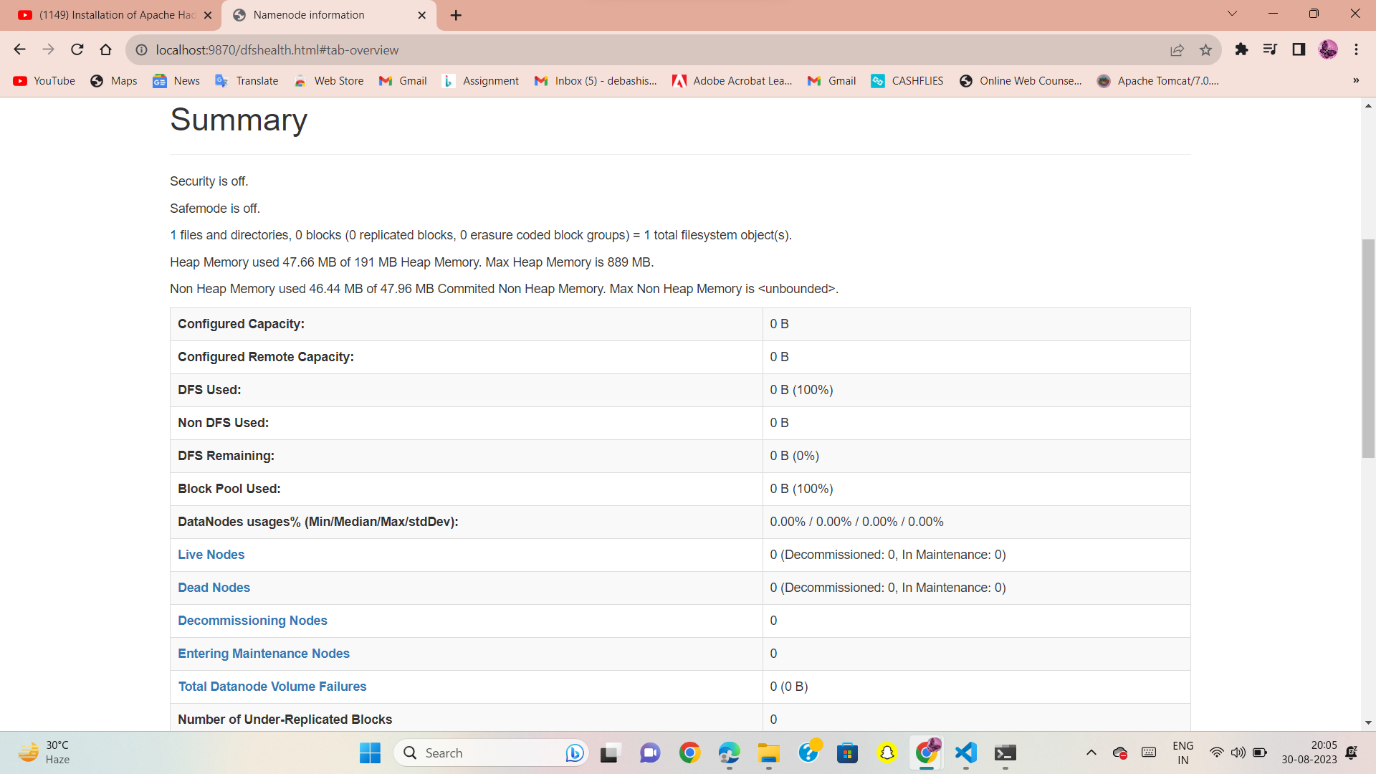 (1149) Installation of Apache Had
Namenode information
localhost:9870/dfshealth.html#tab-overview
YouTube
Maps
News
Translate
Web Store
Gmail
Assignment
Inbox (5) - debashis...
Adobe Acrobat Lea...
Gmail
CASHFLIES
Online Web Counse...
Apache Tomcat/7.0....
»
Summary
Security is off.
Safemode is off.
1 files and directories, 0 blocks (0 replicated blocks, 0 erasure coded block groups) = 1 total filesystem object(s).
Heap Memory used 47.66 MB of 191 MB Heap Memory. Max Heap Memory is 889 MB.
Non Heap Memory used 46.44 MB of 47.96 MB Commited Non Heap Memory. Max Non Heap Memory is <unbounded>.
Configured Capacity: 0 B
Configured Remote Capacity: 0 B
DFS Used: 0 B (100%)
Non DFS Used: 0 B
DFS Remaining: 0 B (0%)
Block Pool Used: 0 B (100%)
DataNodes usages% (Min/Median/Max/stdDev): 0.00% / 0.00% / 0.00% / 0.00%
Live Nodes 0 (Decommissioned: 0, In Maintenance: 0)
Dead Nodes 0 (Decommissioned: 0, In Maintenance: 0)
Decommissioning Nodes 0
Entering Maintenance Nodes 0
Total Datanode Volume Failures 0 (0 B)
Number of Under-Replicated Blocks 0
30°C
Haze
Search
ENG
IN
20:05
30-08-2023